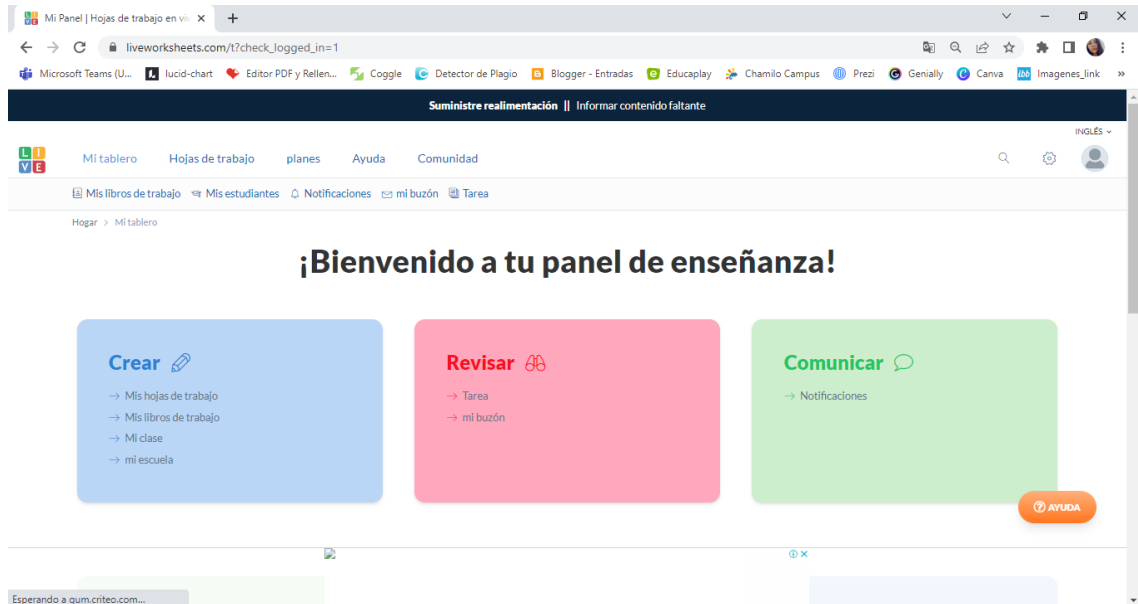 Mi Panel | Hojas de trabajo en viv
liveworksheets.com/t?check_logged_in=1
Microsoft Teams (U... lucid-chart Editor PDF y Rellen... Coggle Detector de Plagio Blogger - Entradas Educaplay Chamilo Campus Prezi Genially Canva Imagenes_link »
Suministre realimentación || Informar contenido faltante
INGLÉS
LIVE Mi tablero Hojas de trabajo planes Ayuda Comunidad
Mis libros de trabajo Mis estudiantes Notificaciones mi buzón Tarea
Hogar > Mi tablero
¡Bienvenido a tu panel de enseñanza!
Crear
→ Mis hojas de trabajo
→ Mis libros de trabajo
→ Mi clase
→ mi escuela
Revisar
→ Tarea
→ mi buzón
Comunicar
→ Notificaciones
AYUDA
Esperando a gum.criteo.com...